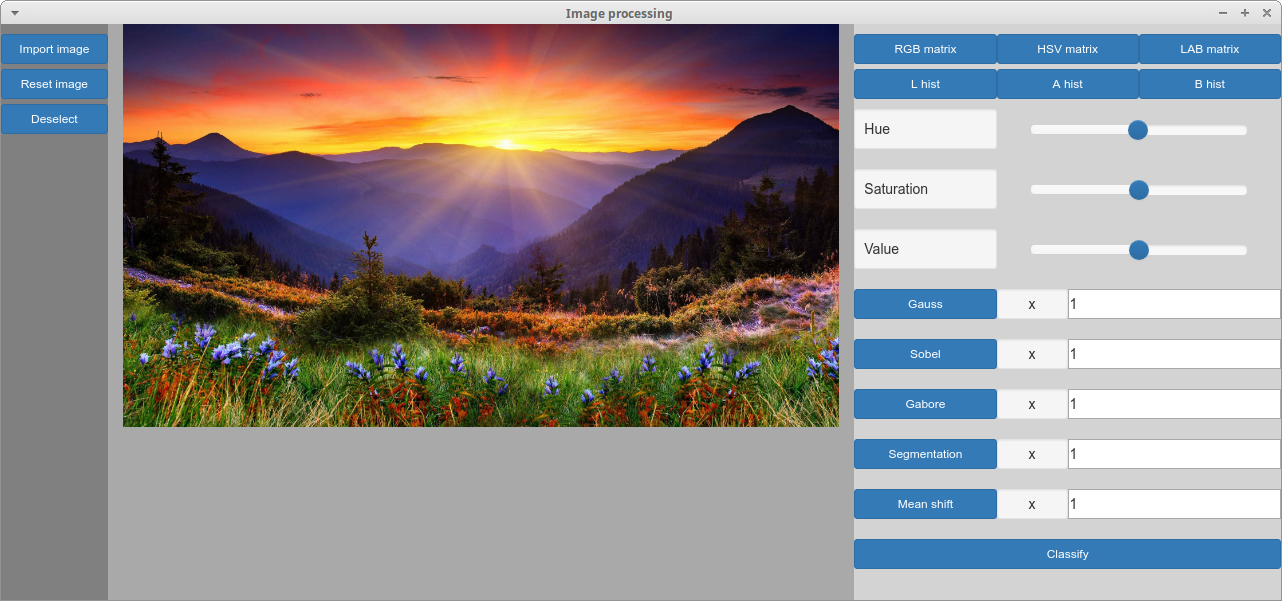 Image processing
Import image
Reset image
Deselect
RGB matrix HSV matrix LAB matrix
L hist A hist B hist
Hue
Saturation
Value
Gauss x 1
Sobel x 1
Gabore x 1
Segmentation x 1
Mean shift x 1
Classify